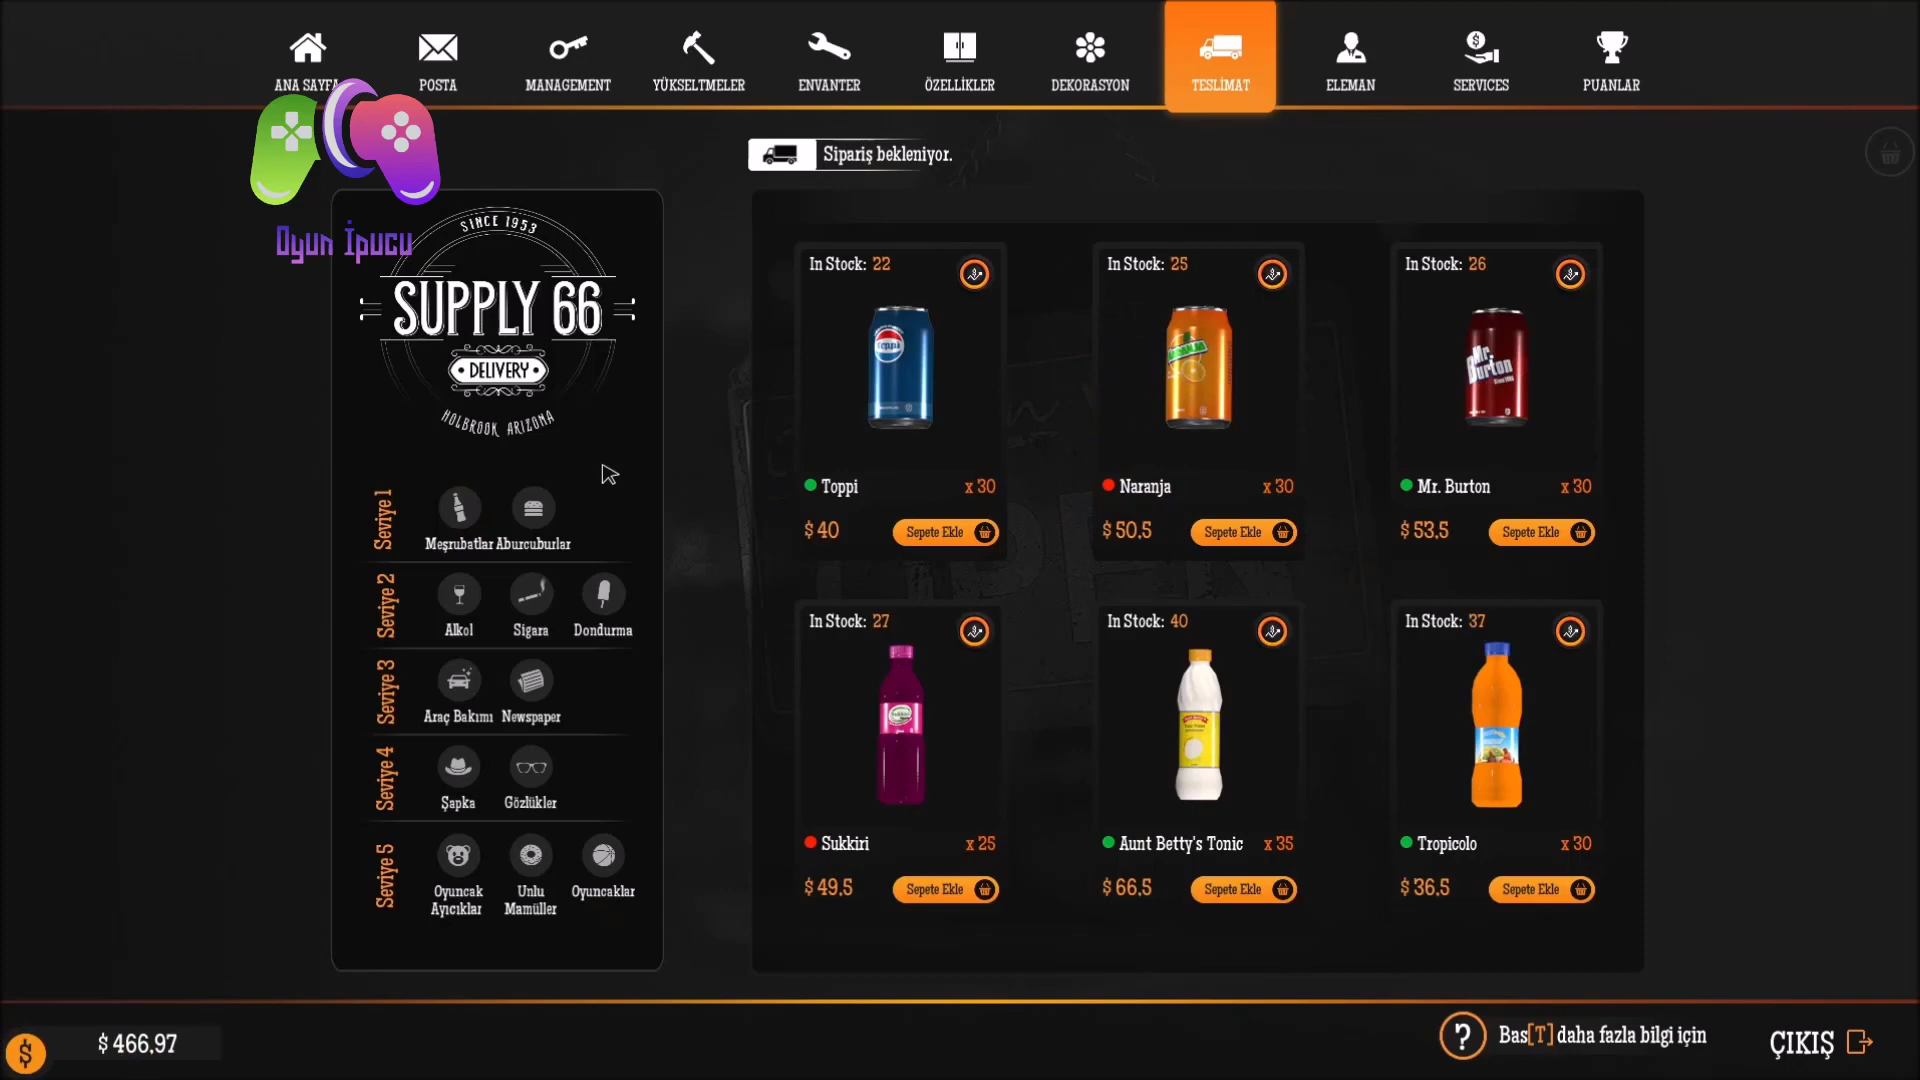 ANA SAYFA
POSTA
MANAGEMENT
YÜKSELTMELER
ENVANTER
ÖZELLİKLER
DEKORASYON
TESLİMAT
ELEMAN
SERVICES
PUANLAR
Oyun İpucu
Sipariş bekleniyor.
SINCE 1953
SUPPLY 66
• DELIVERY •
HOLBROOK ARIZONA
Seviye 1
Meşrubatlar Aburcuburlar
Seviye 2
Alkol Sigara Dondurma
Seviye 3
Araç Bakımı Newspaper
Seviye 4
Şapka Gözlükler
Seviye 5
Oyuncak Ayıcıklar
Unlu Mamüller
Oyuncaklar
In Stock: 22
Toppi
Toppi x 30
$ 40 Sepete Ekle
In Stock: 25
NARANJA
Naranja x 30
$ 50,5 Sepete Ekle
In Stock: 26
Mr. Burton
Mr. Burton x 30
$ 53,5 Sepete Ekle
In Stock: 27
Sukkiri x 25
$ 49,5 Sepete Ekle
In Stock: 40
Aunt Betty's Tonic x 35
$ 66,5 Sepete Ekle
In Stock: 37
Tropicolo x 30
$ 36,5 Sepete Ekle
$ $ 466,97
? Bas[T] daha fazla bilgi için
ÇIKIŞ